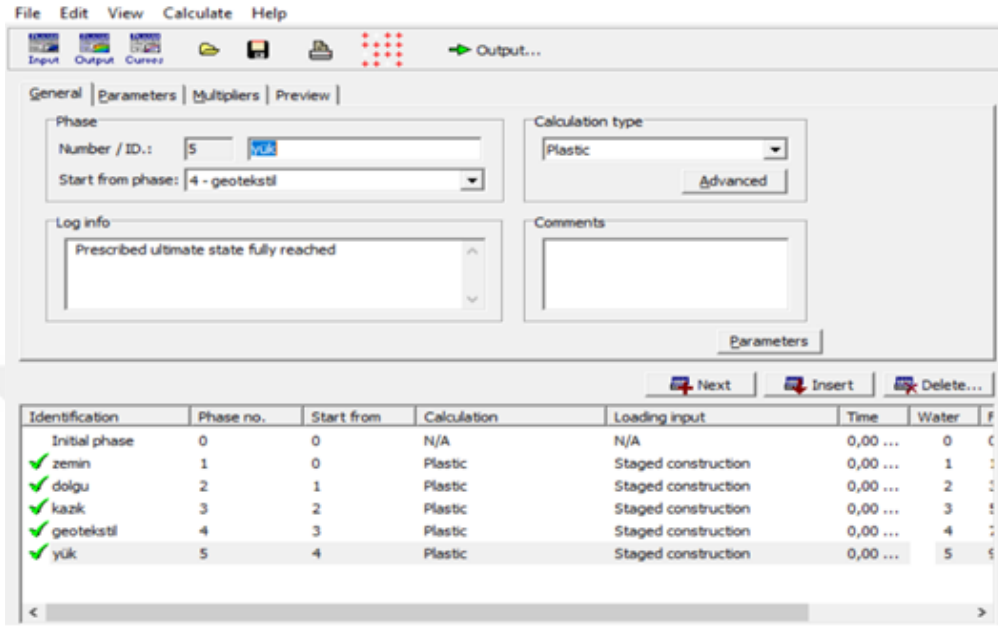 File Edit View Calculate Help
Input Output Curves Output...
General Parameters Multipliers Preview
Phase
Number / ID.: 5 yük
Start from phase: 4 - geotekstil
Calculation type
Plastic
Advanced
Log info
Prescribed ultimate state fully reached
Comments
Parameters
Next Insert Delete...
Identification Phase no. Start from Calculation Loading input Time Water
Initial phase 0 0 N/A N/A 0,00 ... 0
zemin 1 0 Plastic Staged construction 0,00 ... 1
dolgu 2 1 Plastic Staged construction 0,00 ... 2
kazık 3 2 Plastic Staged construction 0,00 ... 3
geotekstil 4 3 Plastic Staged construction 0,00 ... 4
yük 5 4 Plastic Staged construction 0,00 ... 5